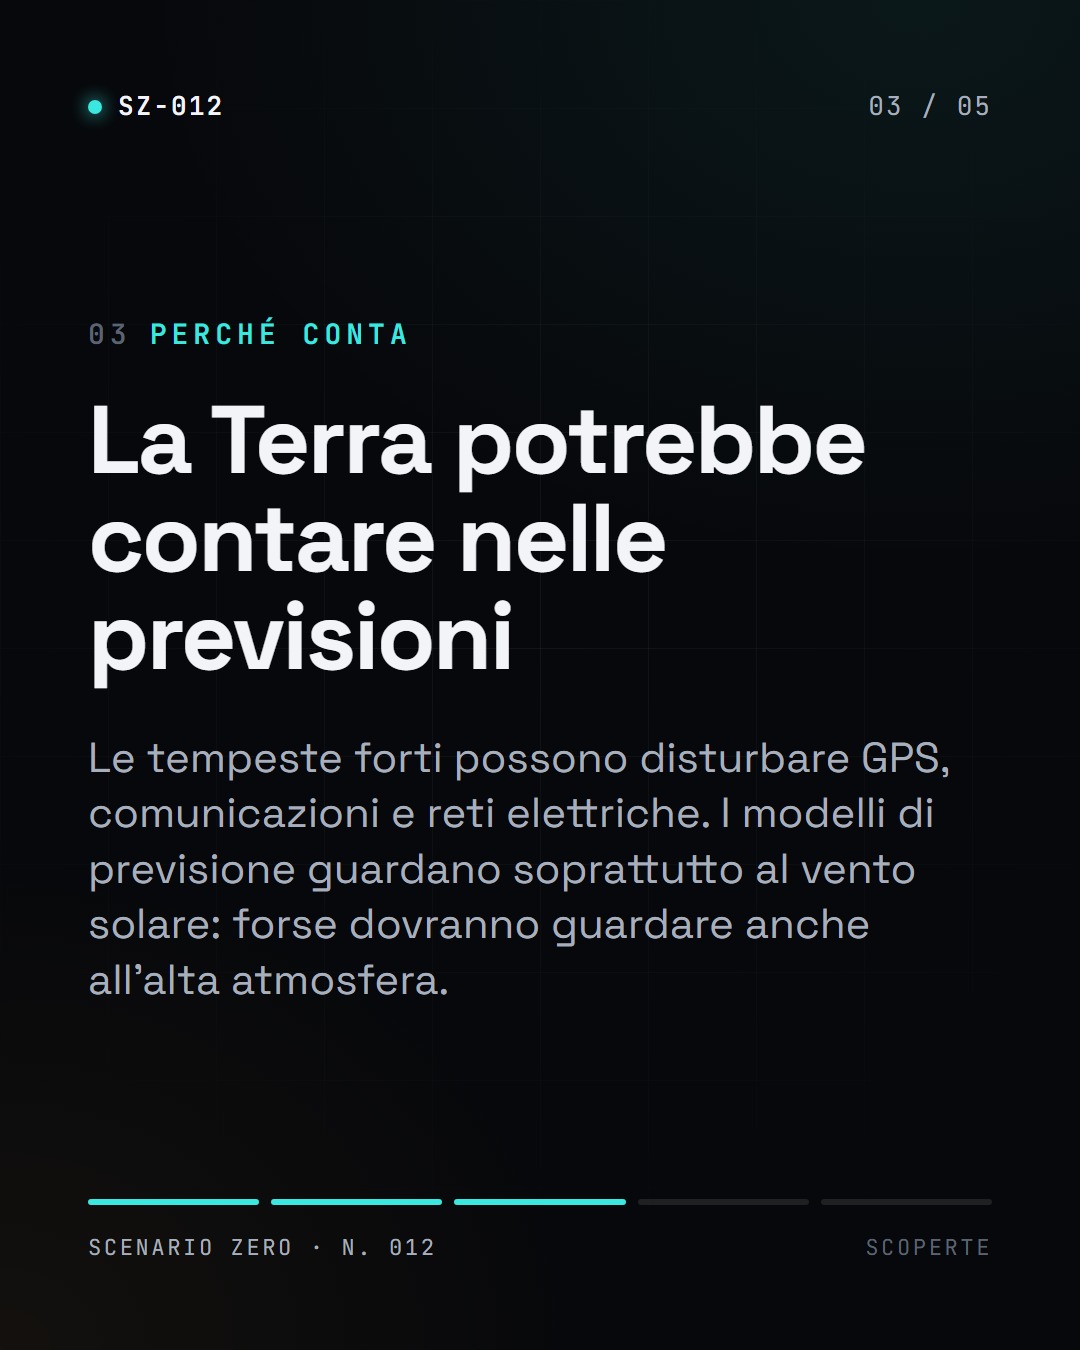 SZ-012
03 / 05
03 PERCHÉ CONTA
La Terra potrebbe
contare nelle
previsioni
Le tempeste forti possono disturbare GPS,
comunicazioni e reti elettriche. I modelli di
previsione guardano soprattutto al vento
solare: forse dovranno guardare anche
all’alta atmosfera.
SCENARIO ZERO · N. 012
SCOPERTE